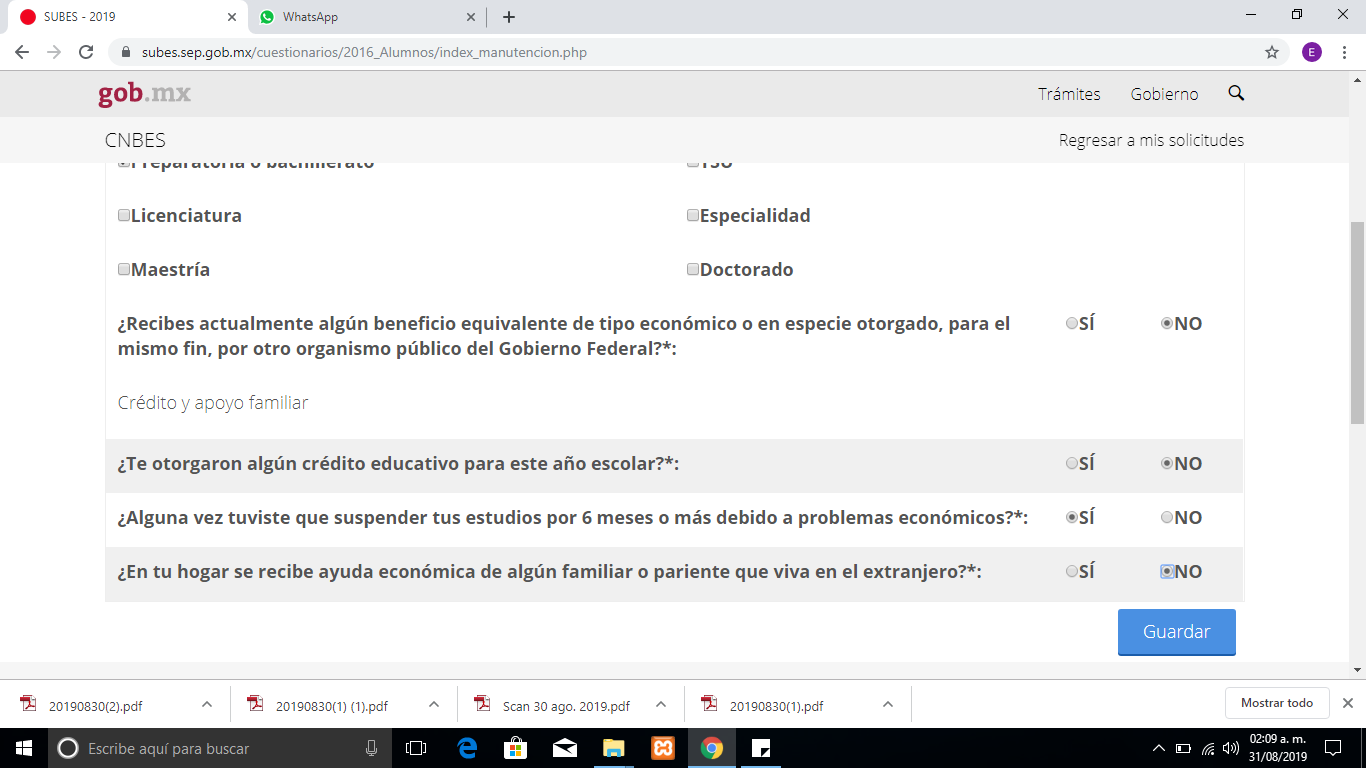 SUBES - 2019
WhatsApp
subes.sep.gob.mx/cuestionarios/2016_Alumnos/index_manutencion.php
E
gob.mx
Trámites
Gobierno
CNBES
Regresar a mis solicitudes
Preparatoria o bachillerato
TSU
Licenciatura
Especialidad
Maestría
Doctorado
¿Recibes actualmente algún beneficio equivalente de tipo económico o en especie otorgado, para el
SÍ
NO
mismo fin, por otro organismo público del Gobierno Federal?*:
Crédito y apoyo familiar
¿Te otorgaron algún crédito educativo para este año escolar?*:
SÍ
NO
¿Alguna vez tuviste que suspender tus estudios por 6 meses o más debido a problemas económicos?*:
SÍ
NO
¿En tu hogar se recibe ayuda económica de algún familiar o pariente que viva en el extranjero?*:
SÍ
NO
Guardar
20190830(2).pdf
20190830(1) (1).pdf
Scan 30 ago. 2019.pdf
20190830(1).pdf
Mostrar todo
Escribe aquí para buscar
02:09 a. m.
31/08/2019